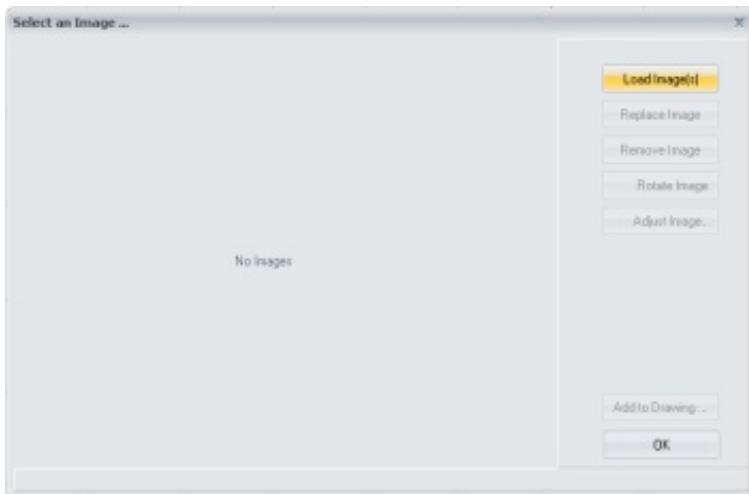 Select an Image ...
Load Image(s)
Replace Image
Remove Image
Rotate Image
Adjust Image...
No Images
Add to Drawing ...
OK